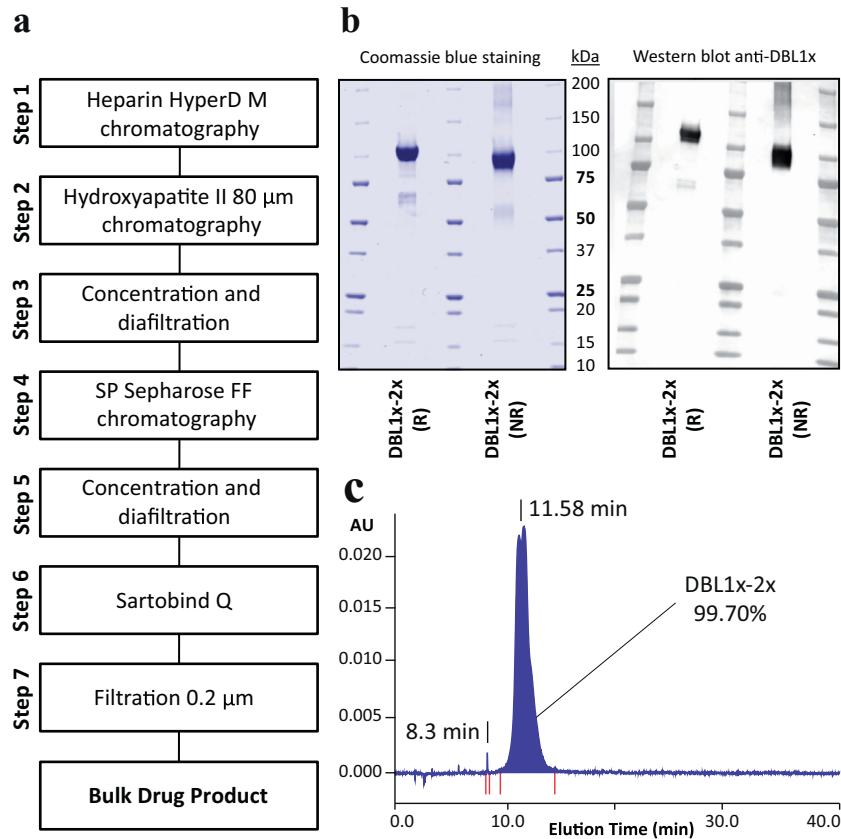 a
Step 1
Heparin HyperD M
chromatography
Step 2
Hydroxyapatite II 80 µm
chromatography
Step 3
Concentration and
diafiltration
Step 4
SP Sepharose FF
chromatography
Step 5
Concentration and
diafiltration
Step 6
Sartobind Q
Step 7
Filtration 0.2 µm
Bulk Drug Product
b
Coomassie blue staining
kDa
Western blot anti-DBL1x
200
150
100
75
50
37
25
20
15
10
DBL1x-2x
(R)
DBL1x-2x
(NR)
DBL1x-2x
(R)
DBL1x-2x
(NR)
c
AU
11.58 min
0.020
0.015
0.010
0.005
0.000
DBL1x-2x
99.70%
8.3 min
0.0
10.0
30.0
40.0
Elution Time (min)